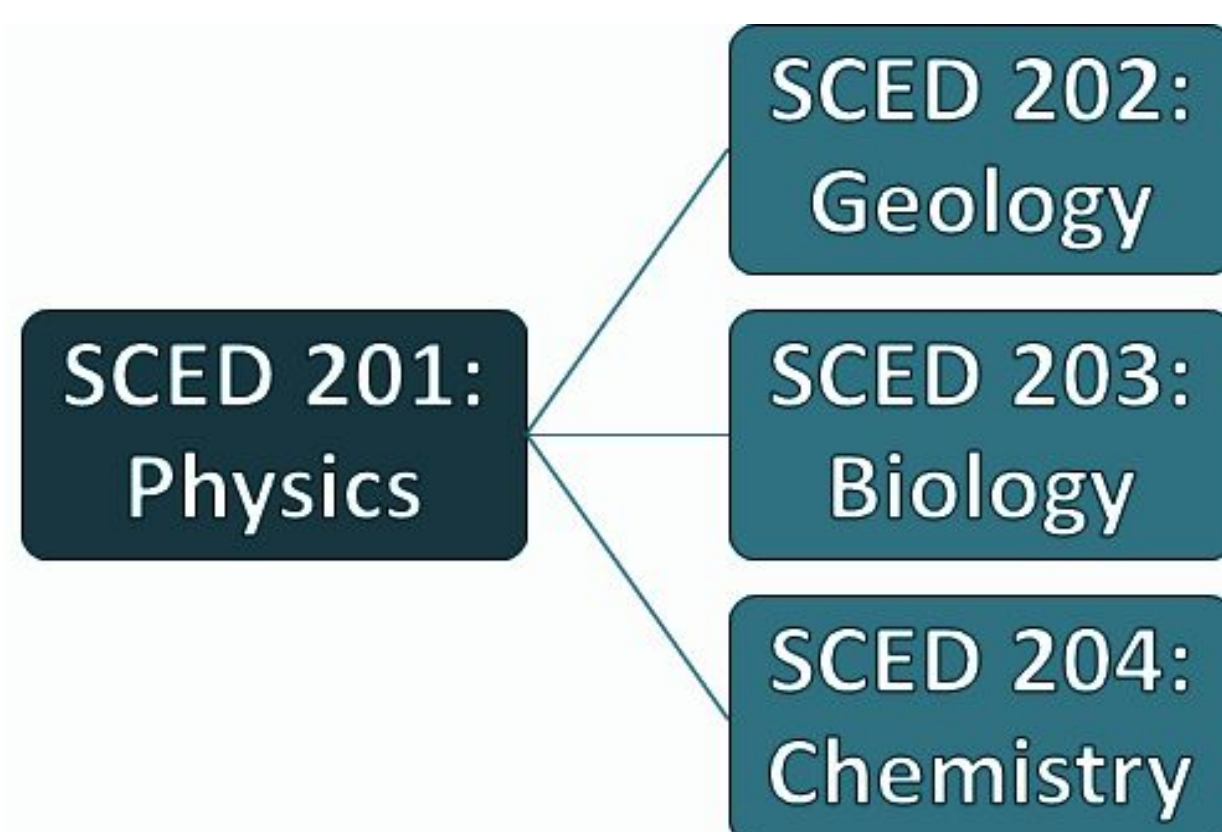 SCED 202:
Geology
SCED 201:
Physics
SCED 203:
Biology
SCED 204:
Chemistry